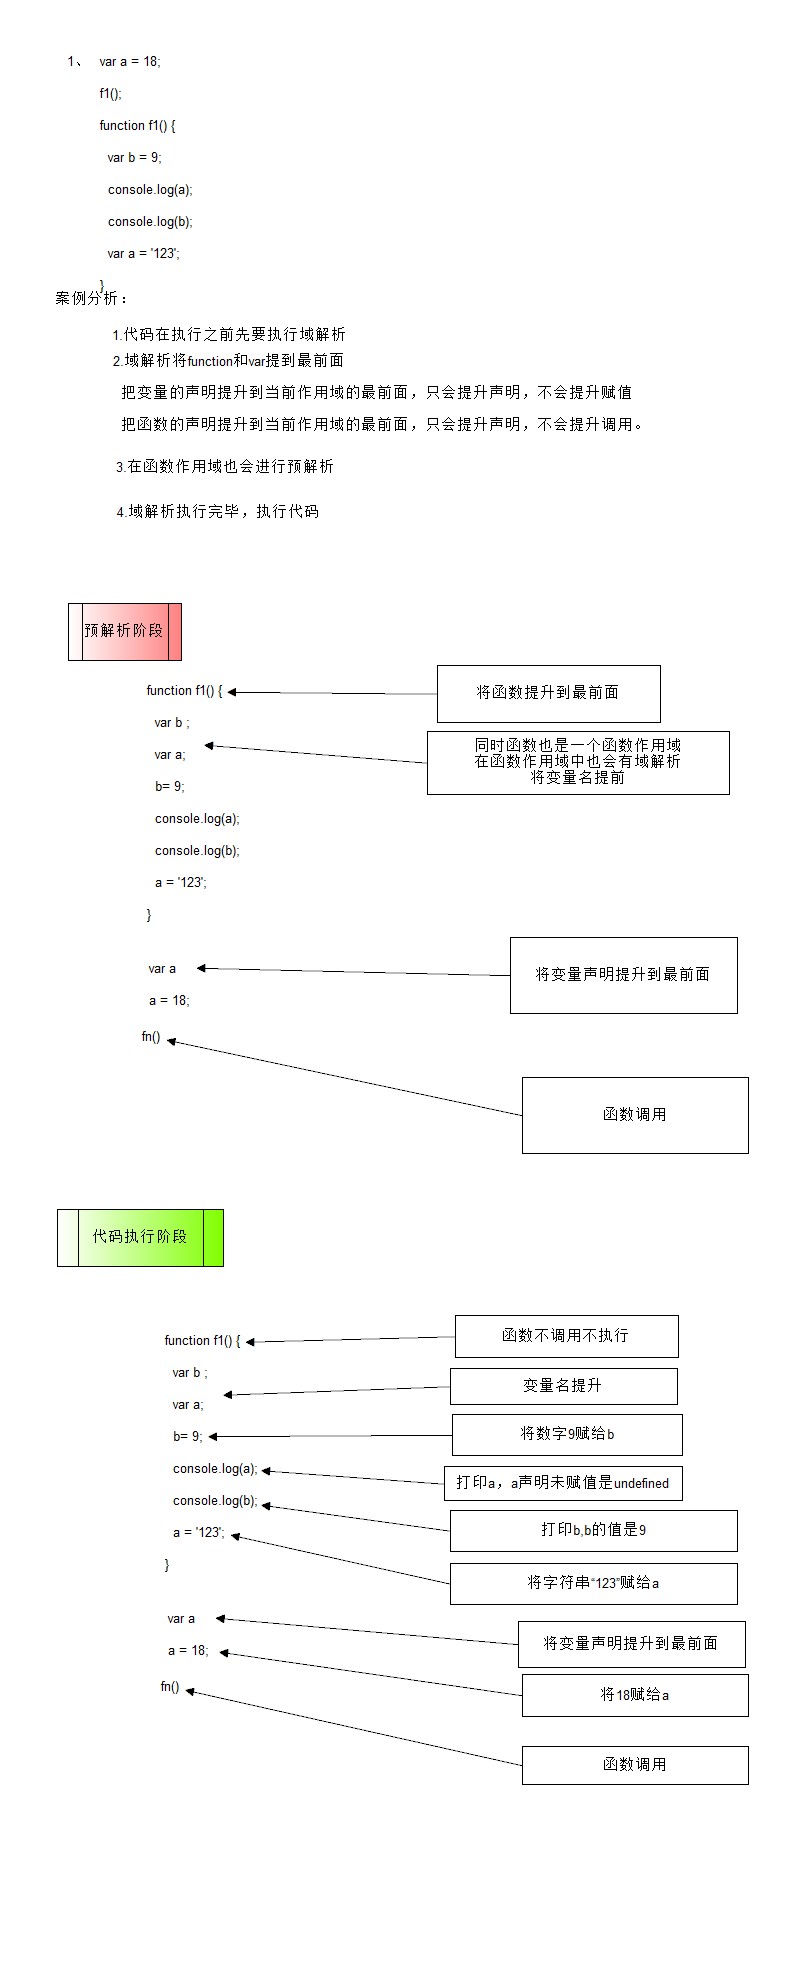 1、 var a = 18;
f1();
function f1() {
var b = 9;
console.log(a);
console.log(b);
var a = '123';
}
案例分析：
1.代码在执行之前先要执行域解析
2.域解析将function和var提到最前面
把变量的声明提升到当前作用域的最前面，只会提升声明，不会提升赋值
把函数的声明提升到当前作用域的最前面，只会提升声明，不会提升调用。
3.在函数作用域也会进行预解析
4.域解析执行完毕，执行代码
预解析阶段
function f1() {
将函数提升到最前面
var b ;
var a;
同时函数也是一个函数作用域
在函数作用域中也会有域解析
将变量名提前
b= 9;
console.log(a);
console.log(b);
a = '123';
}
var a
将变量声明提升到最前面
a = 18;
fn()
函数调用
代码执行阶段
function f1() {
函数不调用不执行
var b ;
变量名提升
var a;
b= 9;
将数字9赋给b
console.log(a);
打印a，a声明未赋值是undefined
console.log(b);
打印b,b的值是9
a = '123';
将字符串“123”赋给a
}
var a
将变量声明提升到最前面
a = 18;
将18赋给a
fn()
函数调用